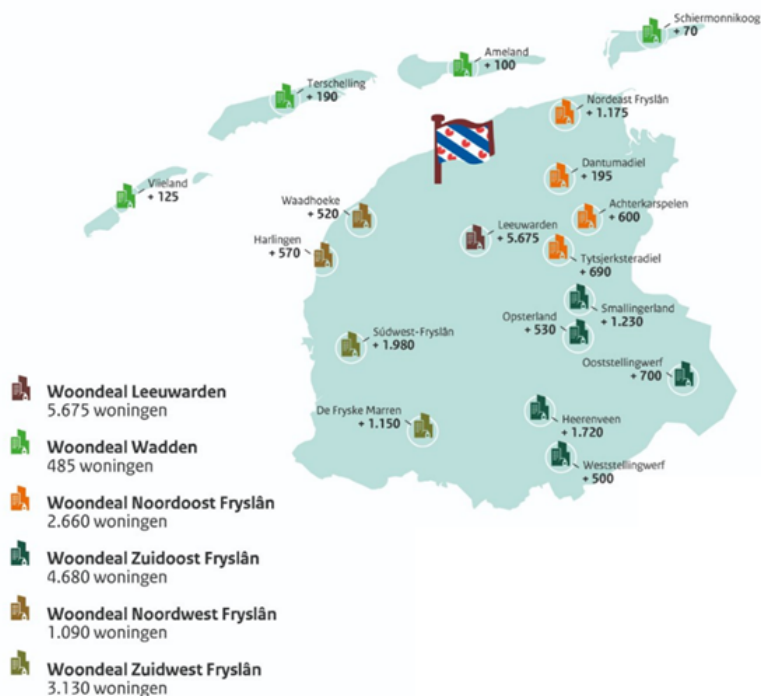 Schiermonnikoog
+ 70
Ameland
+ 100
Terschelling
+ 190
Nordeast Fryslân
+ 1.175
Dantumadiel
+ 195
Vlieland
+ 125
Waadhoeke
+ 520
Achterkarspelen
+ 600
Leeuwarden
+ 5.675
Harlingen
+ 570
Tytsjerksteradiel
+ 690
Smallingerland
+ 1.230
Opsterland
+ 530
Súdwest-Fryslân
+ 1.980
Ooststellingwerf
+ 700
De Fryske Marren
+ 1.150
Heerenveen
+ 1.720
Weststellingwerf
+ 500
Woondeal Leeuwarden
5.675 woningen
Woondeal Wadden
485 woningen
Woondeal Noordoost Fryslân
2.660 woningen
Woondeal Zuidoost Fryslân
4.680 woningen
Woondeal Noordwest Fryslân
1.090 woningen
Woondeal Zuidwest Fryslân
3.130 woningen